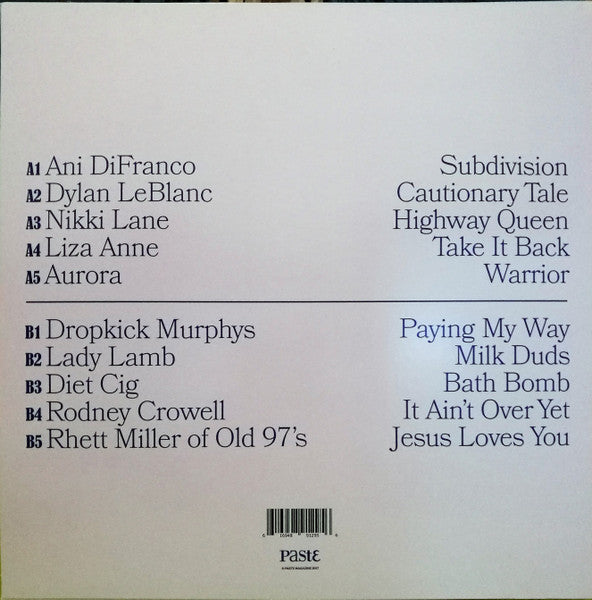 A1 Ani DiFranco Subdivision
A2 Dylan LeBlanc Cautionary Tale
A3 Nikki Lane Highway Queen
A4 Liza Anne Take It Back
A5 Aurora Warrior
B1 Dropkick Murphys Paying My Way
B2 Lady Lamb Milk Duds
B3 Diet Cig Bath Bomb
B4 Rodney Crowell It Ain't Over Yet
B5 Rhett Miller of Old 97's Jesus Loves You
Paste